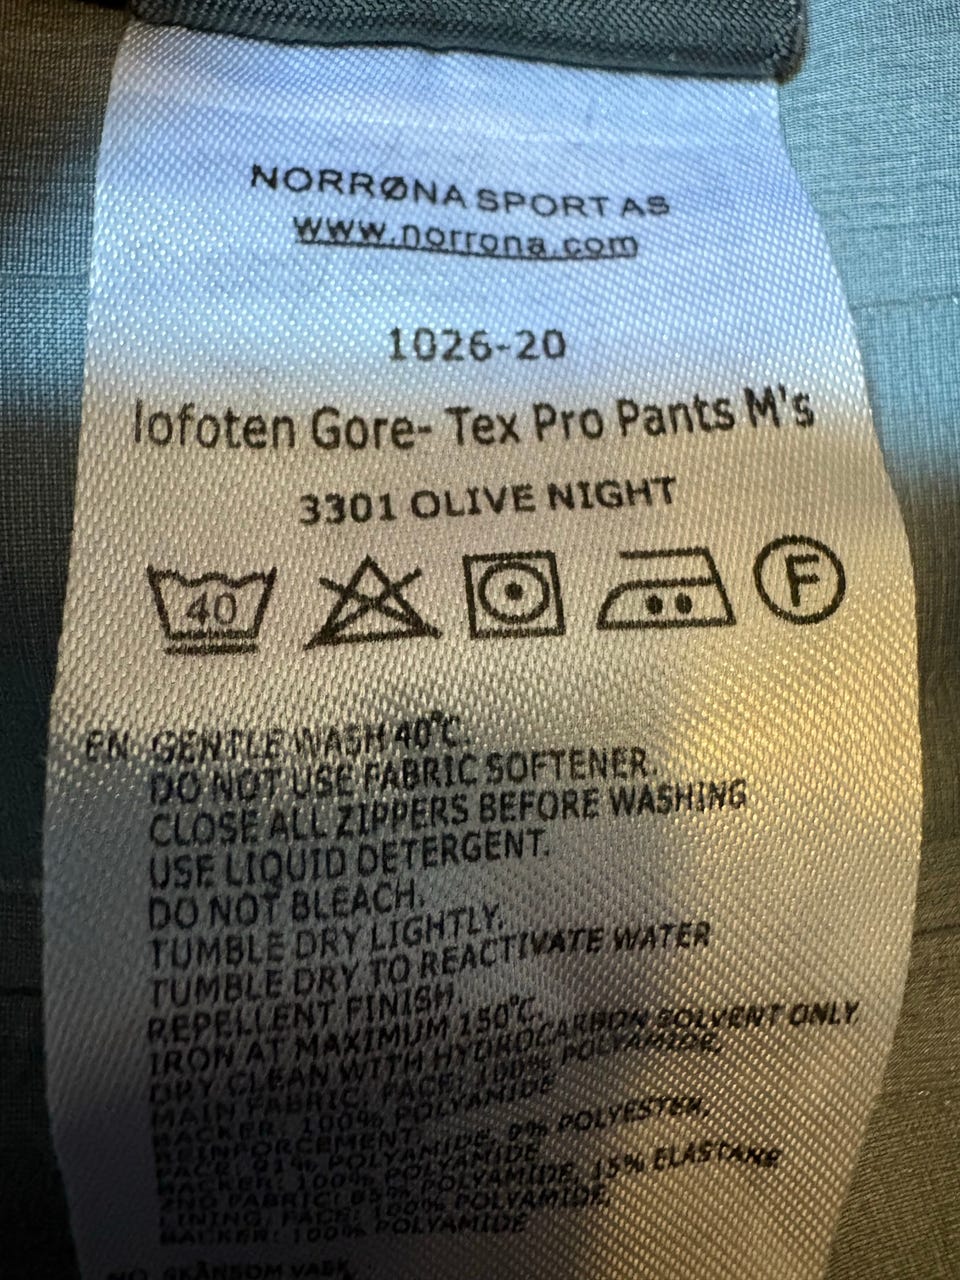 NORRØNA SPORT AS
www.norrona.com
1026-20
lofoten Gore- Tex Pro Pants M's
3301 OLIVE NIGHT
40
F
EN: GENTLE WASH 40°C.
DO NOT USE FABRIC SOFTENER.
CLOSE ALL ZIPPERS BEFORE WASHING
USE LIQUID DETERGENT.
DO NOT BLEACH.
TUMBLE DRY LIGHTLY.
TUMBLE DRY TO REACTIVATE WATER
REPELLENT FINISH.
IRON AT MAXIMUM 150°C.
DRY CLEAN WITH HYDROCARBON SOLVENT ONLY.
MAIN FABRIC: FACE: 100% POLYAMIDE,
BACKER: 100% POLYAMIDE
REINFORCEMENT:
FACE: 91% POLYAMIDE, 9% POLYESTER,
BACKER: 100% POLYAMIDE
2ND FABRIC: 85% POLYAMIDE, 15% ELASTANE
LINING: FACE: 100% POLYAMIDE,
BACKER: 100% POLYAMIDE
NO: SKÅNSOM VASK